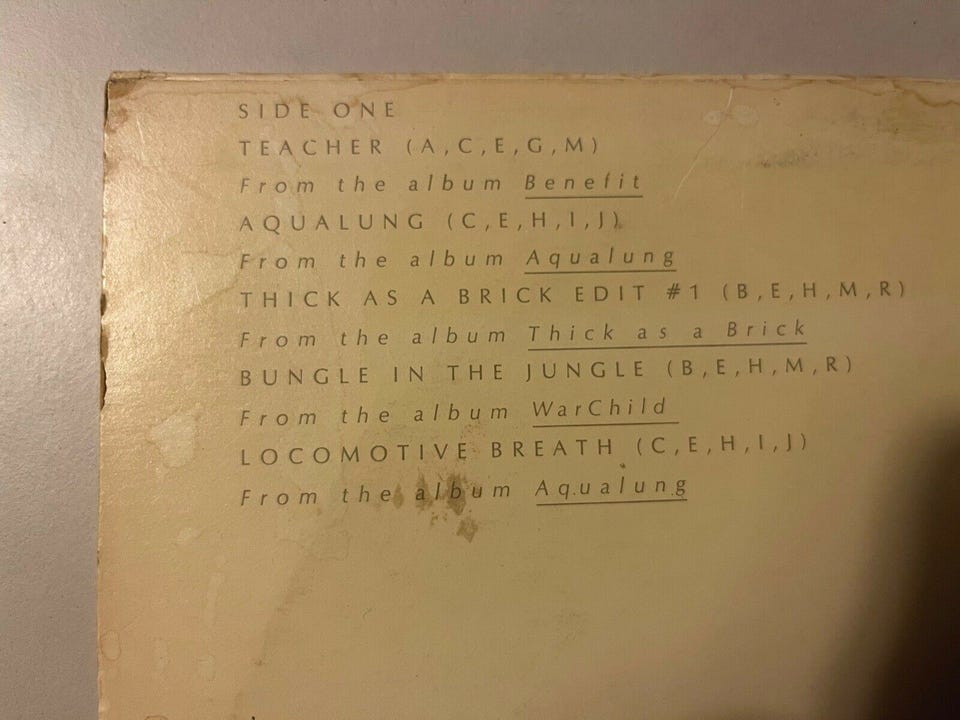 SIDE ONE
TEACHER (A,C,E,G,M)
From the album Benefit
AQUALUNG (C,E,H,I,J)
From the album Aqualung
THICK AS A BRICK EDIT #1 (B,E,H,M,R)
From the album Thick as a Brick
BUNGLE IN THE JUNGLE (B,E,H,M,R)
From the album WarChild
LOCOMOTIVE BREATH (C,E,H,I,J)
From the album Aqualung